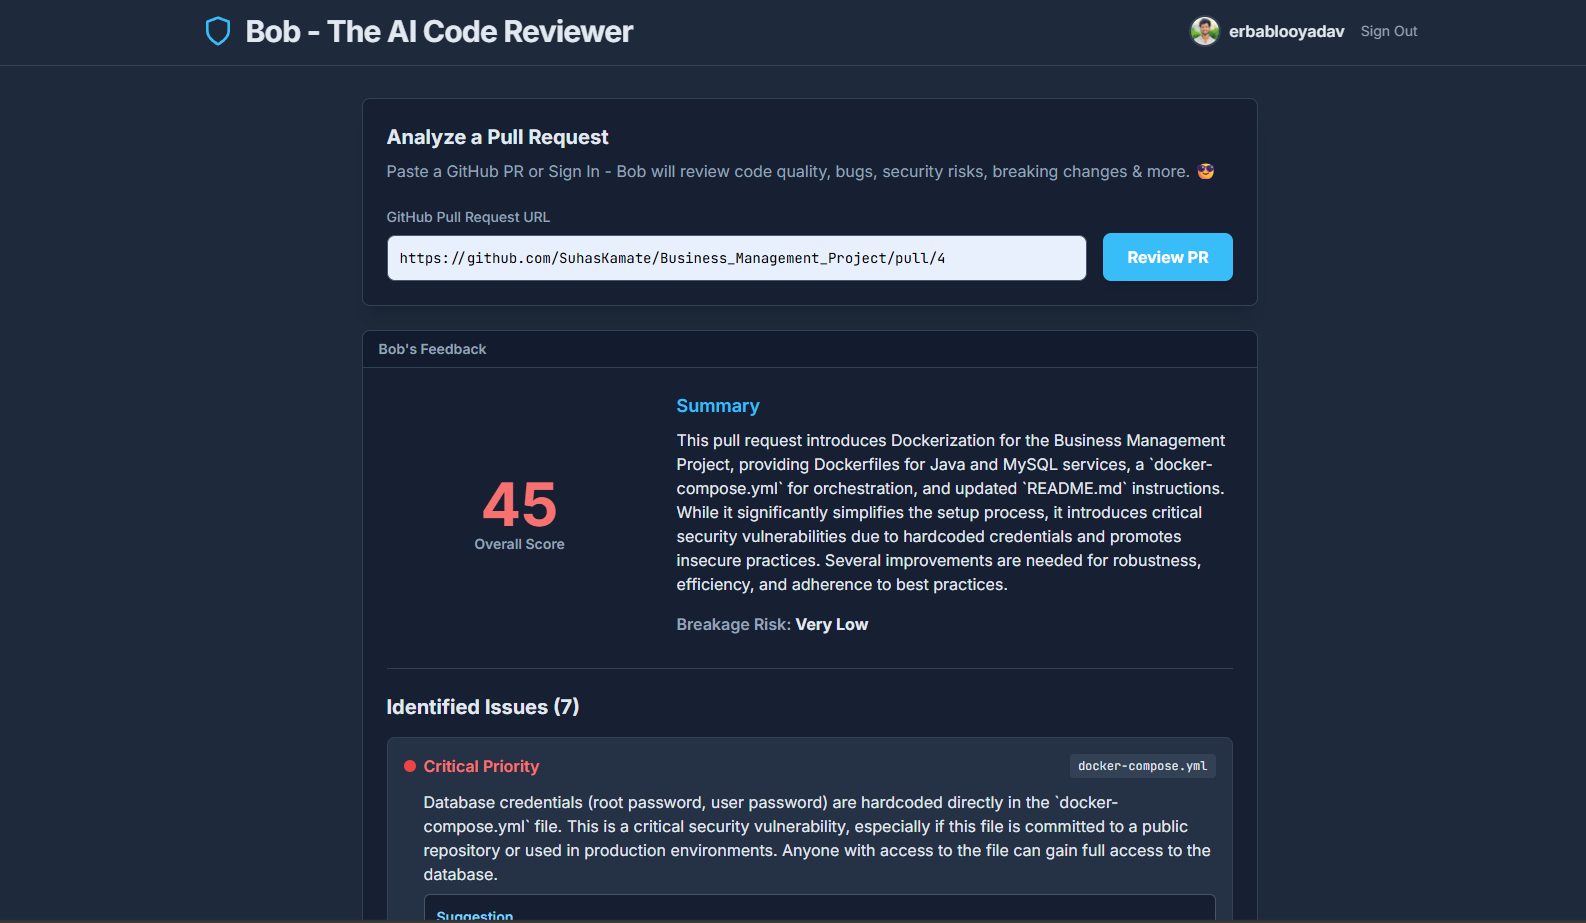 Bob - The AI Code Reviewer
erbablooyadav
Sign Out
Analyze a Pull Request
Paste a GitHub PR or Sign In - Bob will review code quality, bugs, security risks, breaking changes & more. 😎
GitHub Pull Request URL
https://github.com/SuhasKamate/Business_Management_Project/pull/4
Review PR
Bob's Feedback
45
Overall Score
Summary
This pull request introduces Dockerization for the Business Management
Project, providing Dockerfiles for Java and MySQL services, a `docker-
compose.yml` for orchestration, and updated `README.md` instructions.
While it significantly simplifies the setup process, it introduces critical
security vulnerabilities due to hardcoded credentials and promotes
insecure practices. Several improvements are needed for robustness,
efficiency, and adherence to best practices.
Breakage Risk: Very Low
Identified Issues (7)
Critical Priority
docker-compose.yml
Database credentials (root password, user password) are hardcoded directly in the `docker-
compose.yml` file. This is a critical security vulnerability, especially if this file is committed to a public
repository or used in production environments. Anyone with access to the file can gain full access to the
database.
Suggestion